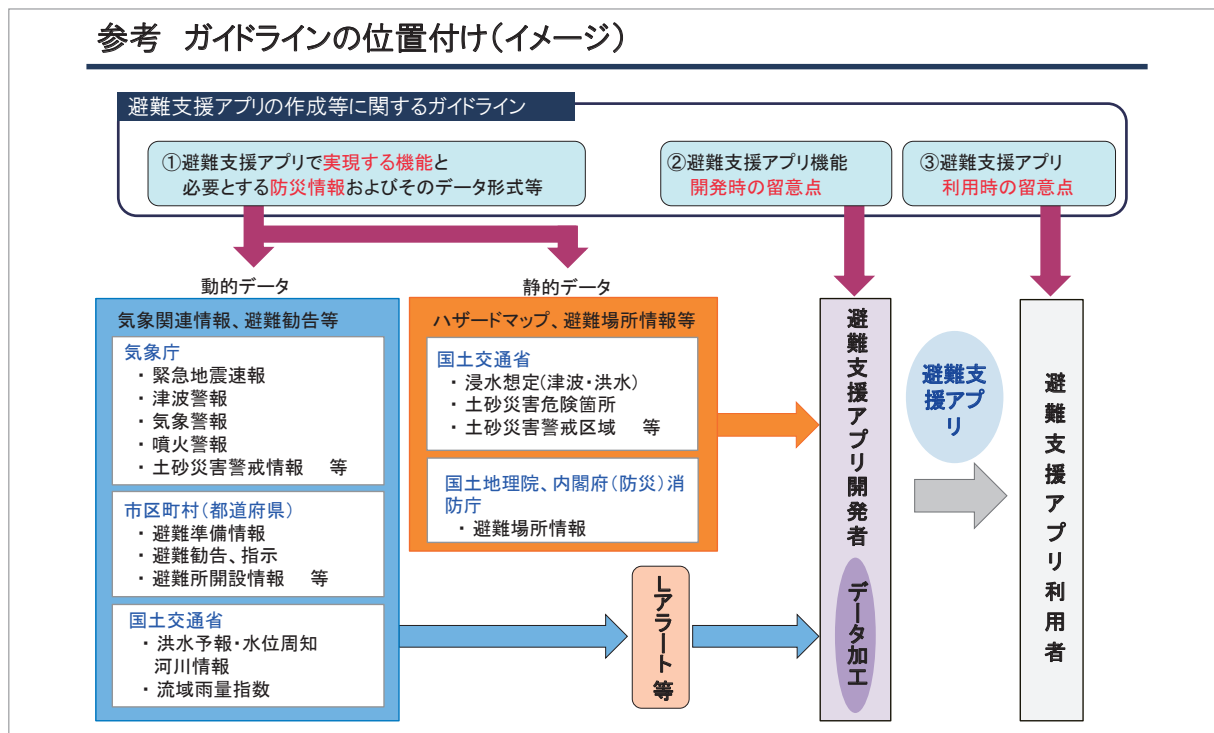 参考 ガイドラインの位置付け(イメージ)
避難支援アプリの作成等に関するガイドライン
①避難支援アプリで実現する機能と
必要とする防災情報およびそのデータ形式等
②避難支援アプリ機能
開発時の留意点
③避難支援アプリ
利用時の留意点
動的データ
気象関連情報、避難勧告等
気象庁
・ 緊急地震速報
・ 津波警報
・ 気象警報
・ 噴火警報
・ 土砂災害警戒情報 等
市区町村(都道府県)
・ 避難準備情報
・ 避難勧告、指示
・ 避難所開設情報 等
国土交通省
・ 洪水予報・水位周知
河川情報
・ 流域雨量指数
静的データ
ハザードマップ、避難場所情報等
国土交通省
・ 浸水想定(津波・洪水)
・ 土砂災害危険箇所
・ 土砂災害警戒区域 等
国土地理院、内閣府(防災)消
防庁
・ 避難場所情報
Lアラート等
避難支援アプリ開発者
データ加工
避難支
援アプ
リ
避難支援アプリ利用者